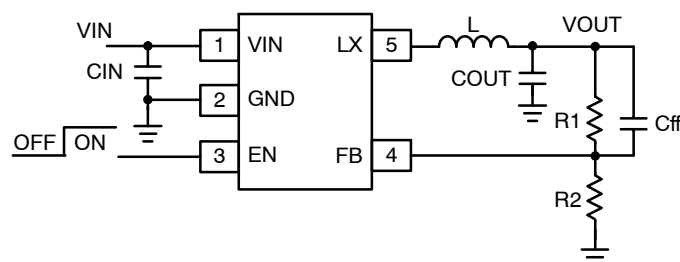 VIN
CIN
OFF
ON
1
VIN
2
GND
3
EN
LX
5
FB
4
L
VOUT
COUT
R1
Cff
R2